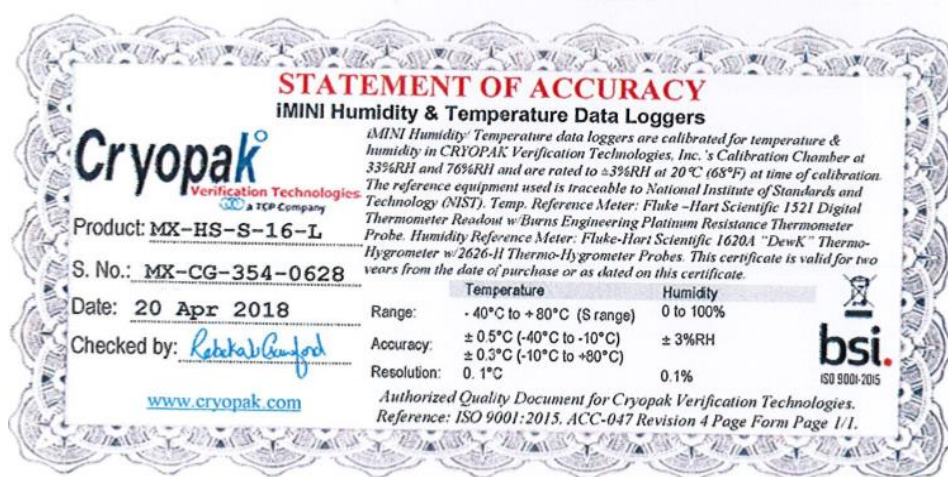 STATEMENT OF ACCURACY
iMINI Humidity & Temperature Data Loggers
Cryopak
Verification Technologies
a TCP Company
Product: MX-HS-S-16-L
S. No.: MX-CG-354-0628
Date: 20 Apr 2018
Checked by: Rebekah Crawford
www.cryopak.com
iMINI Humidity/ Temperature data loggers are calibrated for temperature &
humidity in CRYOPAK Verification Technologies, Inc.'s Calibration Chamber at
33%RH and 76%RH and are rated to ±3%RH at 20°C (68°F) at time of calibration.
The reference equipment used is traceable to National Institute of Standards and
Technology (NIST). Temp. Reference Meter: Fluke –Hart Scientific 1521 Digital
Thermometer Readout w/Burns Engineering Platinum Resistance Thermometer
Probe. Humidity Reference Meter: Fluke-Hart Scientific 1620A "DewK" Thermo-
Hygrometer w/2626-H Thermo-Hygrometer Probes. This certificate is valid for two
years from the date of purchase or as dated on this certificate.
Temperature Humidity
Range: - 40°C to +80°C (S range) 0 to 100%
Accuracy: ± 0.5°C (-40°C to -10°C) ± 3%RH
± 0.3°C (-10°C to +80°C)
Resolution: 0. 1°C 0.1%
bsi.
ISO 9001:2015
Authorized Quality Document for Cryopak Verification Technologies.
Reference: ISO 9001:2015. ACC-047 Revision 4 Page Form Page 1/1.